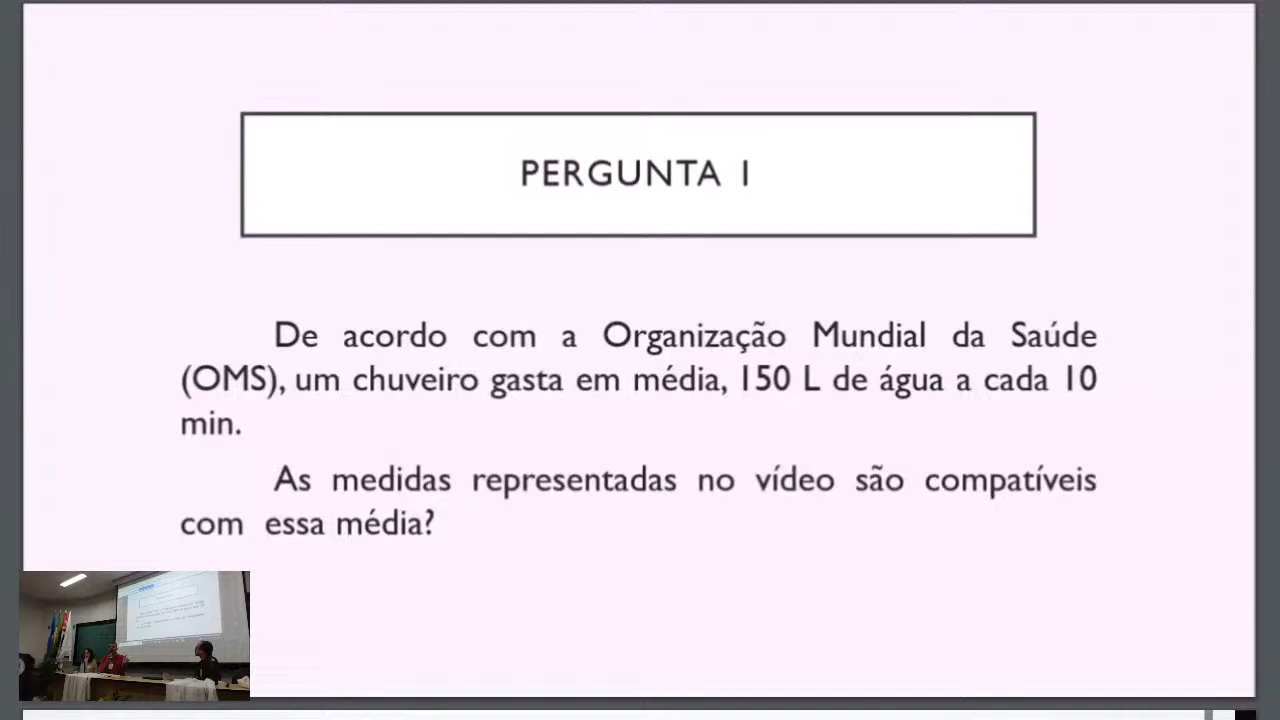 PERGUNTA 1
De acordo com a Organização Mundial da Saúde
(OMS), um chuveiro gasta em média, 150 L de água a cada 10
min.
As medidas representadas no vídeo são compatíveis
com essa média?